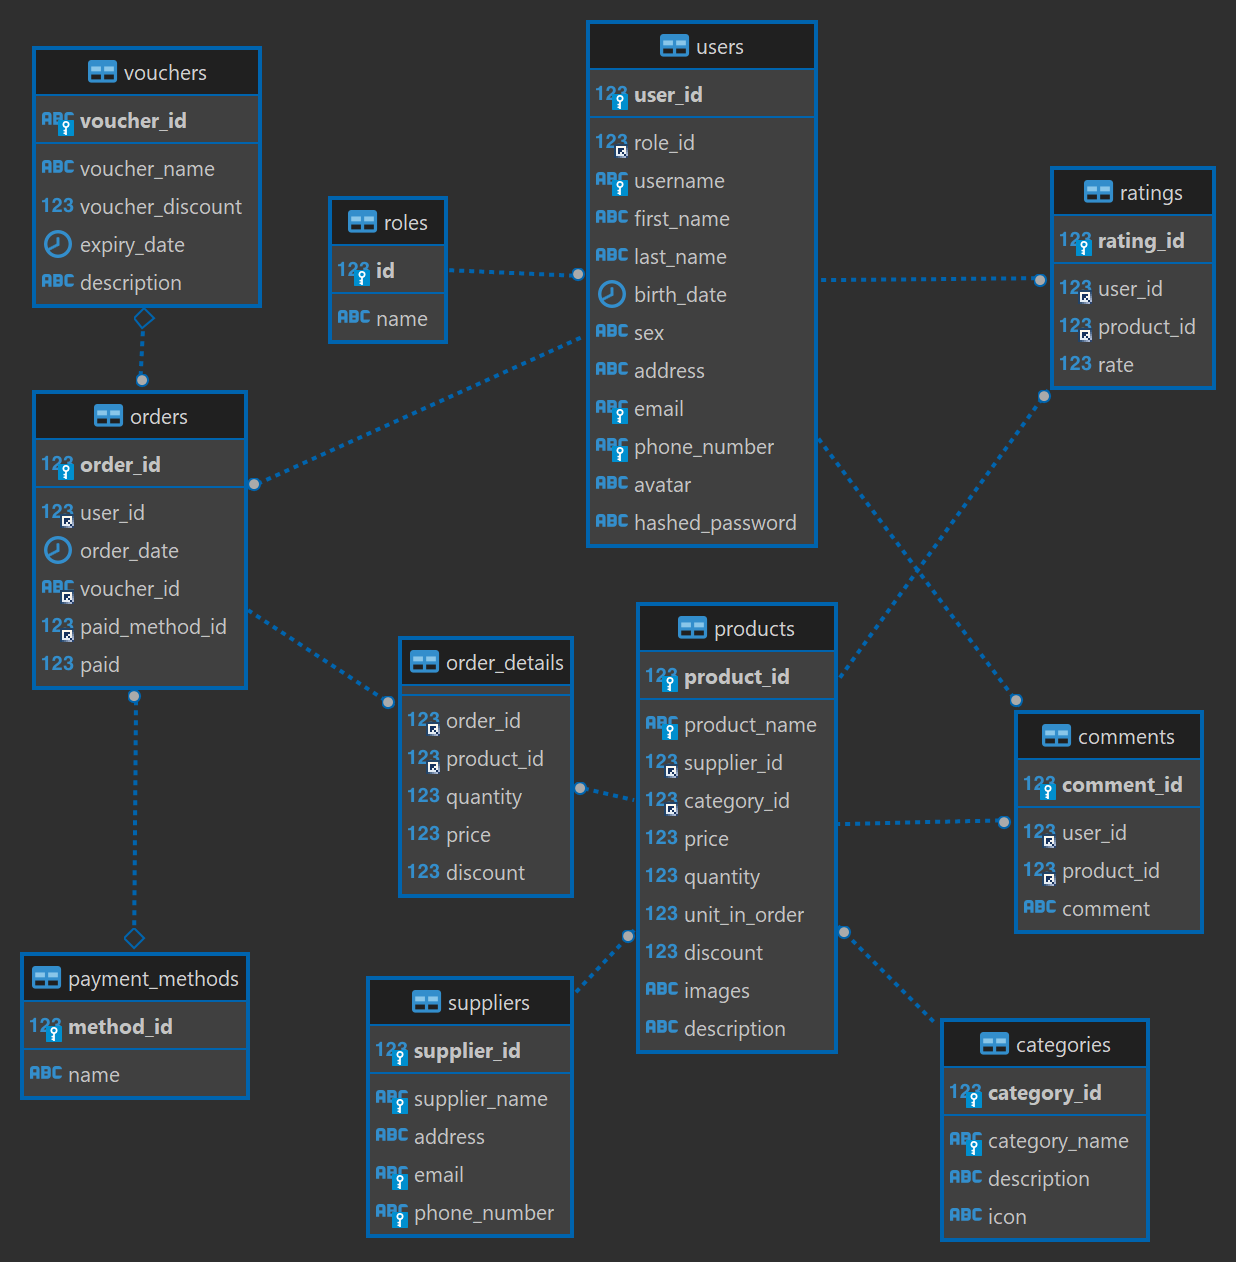 vouchers
ABC voucher_id
ABC voucher_name
123 voucher_discount
expiry_date
ABC description
roles
123 id
ABC name
users
123 user_id
123 role_id
ABC username
ABC first_name
ABC last_name
birth_date
ABC sex
ABC address
ABC email
ABC phone_number
ABC avatar
ABC hashed_password
ratings
123 rating_id
123 user_id
123 product_id
123 rate
orders
123 order_id
123 user_id
order_date
ABC voucher_id
123 paid_method_id
123 paid
order_details
123 order_id
123 product_id
123 quantity
123 price
123 discount
products
123 product_id
ABC product_name
123 supplier_id
123 category_id
123 price
123 quantity
123 unit_in_order
123 discount
ABC images
ABC description
comments
123 comment_id
123 user_id
123 product_id
ABC comment
payment_methods
123 method_id
ABC name
suppliers
123 supplier_id
ABC supplier_name
ABC address
ABC email
ABC phone_number
categories
123 category_id
ABC category_name
ABC description
ABC icon